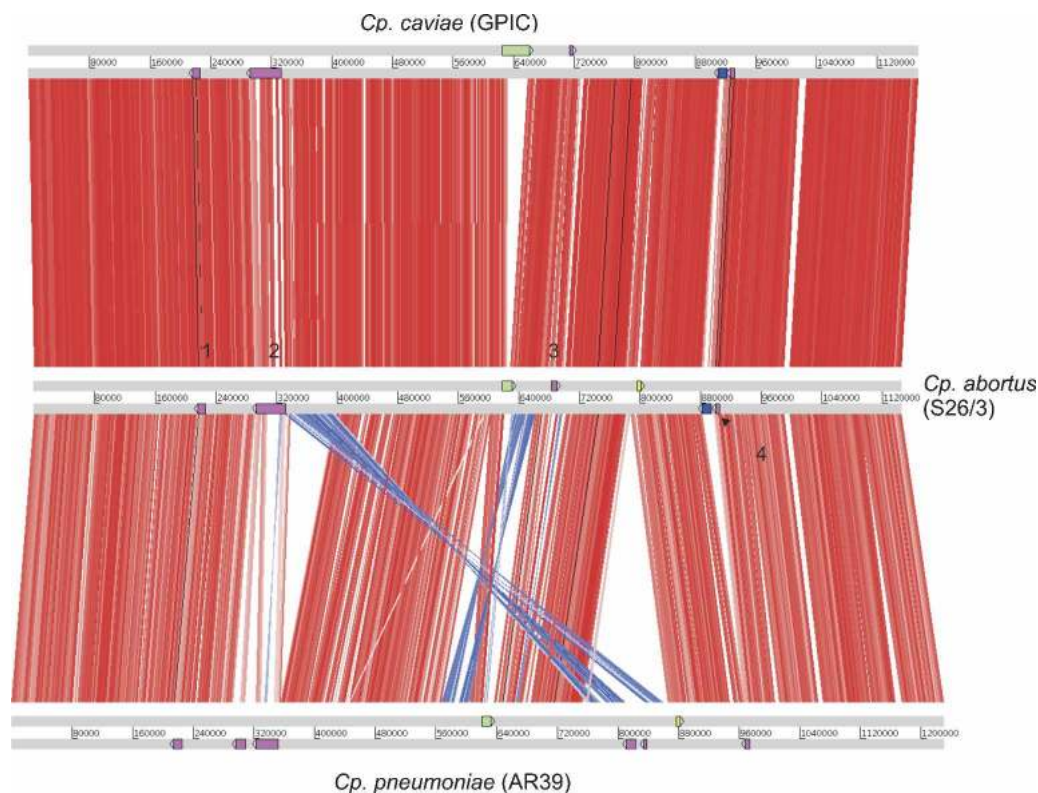 Cp. caviae (GPIC)
80000 160000 240000 320000 400000 480000 560000 640000 720000 800000 880000 960000 1040000 1120000
1 2 3
Cp. abortus
(S26/3)
80000 160000 240000 320000 400000 480000 560000 640000 720000 800000 880000 960000 1040000 1120000
4
80000 160000 240000 320000 400000 480000 560000 640000 720000 800000 880000 960000 1040000 1120000 1200000
Cp. pneumoniae (AR39)